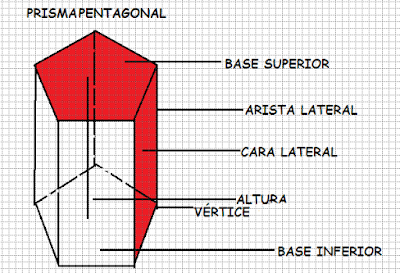 PRISMAPENTAGONAL
BASE SUPERIOR
ARISTA LATERAL
CARA LATERAL
ALTURA
VÉRTICE
BASE INFERIOR